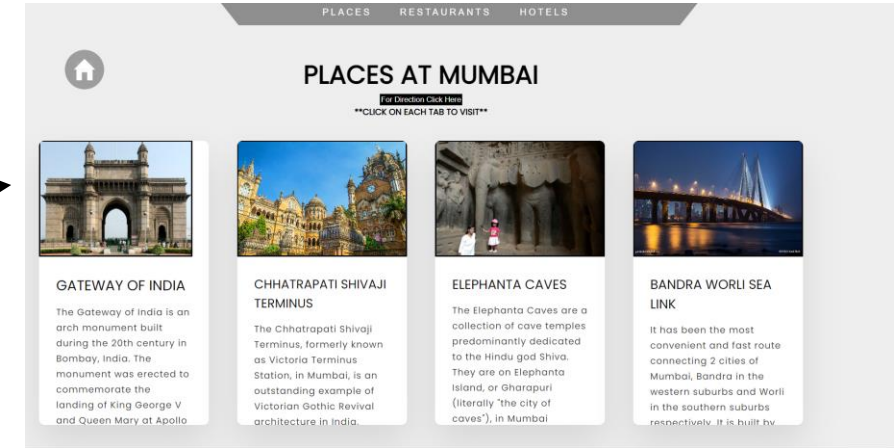 PLACES RESTAURANTS HOTELS
PLACES AT MUMBAI
For Direction Click Here
**CLICK ON EACH TAB TO VISIT**
GATEWAY OF INDIA
The Gateway of India is an
arch monument built
during the 20th century in
Bombay, India. The
monument was erected to
commemorate the
landing of King George V
and Queen Mary at Apollo
CHHATRAPATI SHIVAJI
TERMINUS
The Chhatrapati Shivaji
Terminus, formerly known
as Victoria Terminus
Station, in Mumbai, is an
outstanding example of
Victorian Gothic Revival
architecture in India.
ELEPHANTA CAVES
The Elephanta Caves are a
collection of cave temples
predominantly dedicated
to the Hindu god Shiva.
They are on Elephanta
Island, or Gharapuri
(literally "the city of
caves"), in Mumbai
BANDRA WORLI SEA
LINK
It has been the most
convenient and fast route
connecting 2 cities of
Mumbai, Bandra in the
western suburbs and Worli
in the southern suburbs
respectively. It is built by